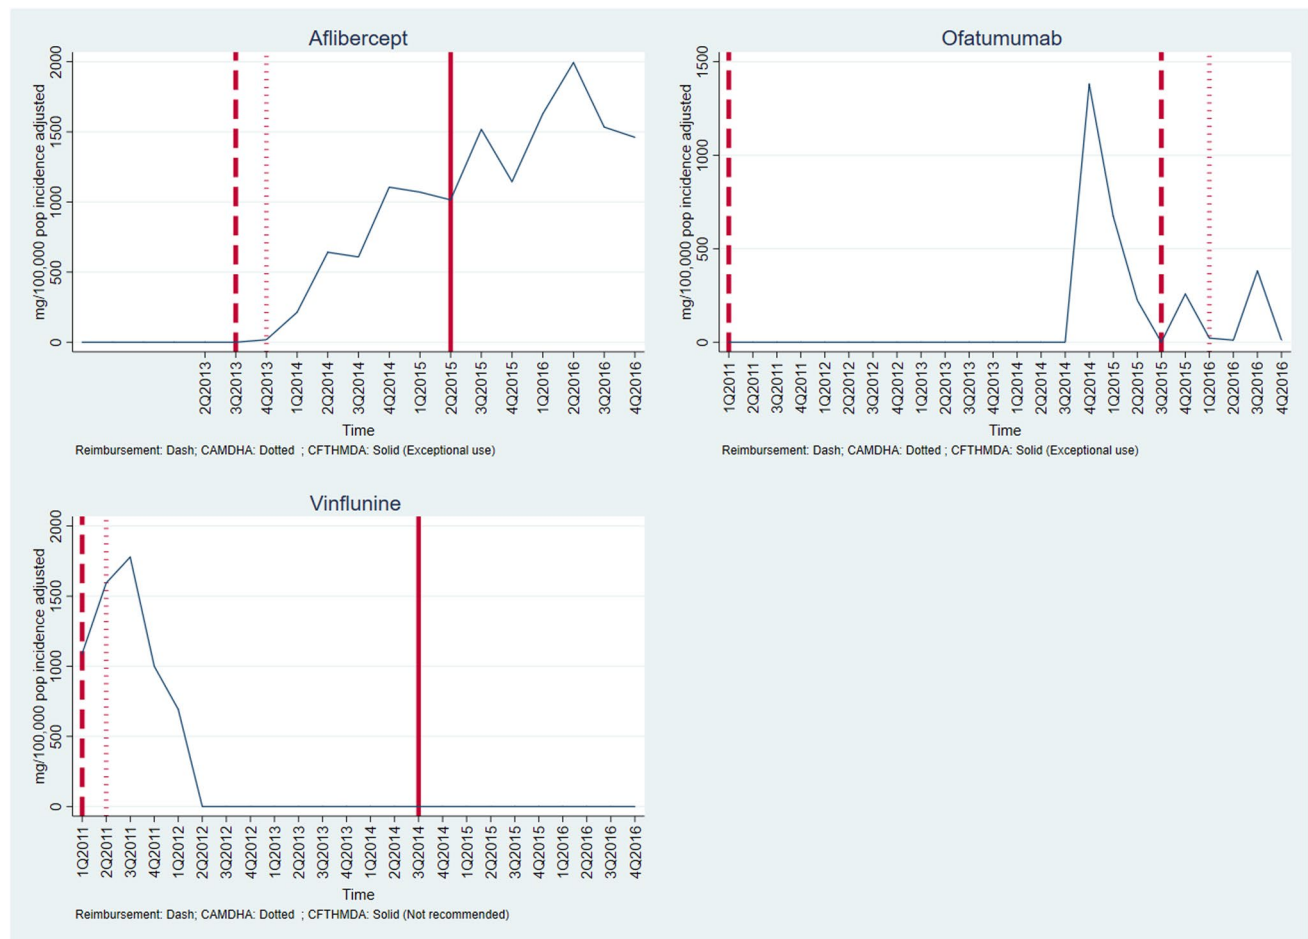 Aflibercept
mg/100,000 pop incidence adjusted
2000
1500
1000
500
0
2Q2013 3Q2013 4Q2013 1Q2014 2Q2014 3Q2014 4Q2014 1Q2015 2Q2015 3Q2015 4Q2015 1Q2016 2Q2016 3Q2016 4Q2016
Time
Reimbursement: Dash; CAMDHA: Dotted ; CFTHMDA: Solid (Exceptional use)
Ofatumumab
mg/100,000 pop incidence adjusted
1500
1000
500
0
1Q2011 2Q2011 3Q2011 4Q2011 1Q2012 2Q2012 3Q2012 4Q2012 1Q2013 2Q2013 3Q2013 4Q2013 1Q2014 2Q2014 3Q2014 4Q2014 1Q2015 2Q2015 3Q2015 4Q2015 1Q2016 2Q2016 3Q2016 4Q2016
Time
Reimbursement: Dash; CAMDHA: Dotted ; CFTHMDA: Solid (Exceptional use)
Vinflunine
mg/100,000 pop incidence adjusted
2000
1500
1000
500
0
1Q2011 2Q2011 3Q2011 4Q2011 1Q2012 2Q2012 3Q2012 4Q2012 1Q2013 2Q2013 3Q2013 4Q2013 1Q2014 2Q2014 3Q2014 4Q2014 1Q2015 2Q2015 3Q2015 4Q2015 1Q2016 2Q2016 3Q2016 4Q2016
Time
Reimbursement: Dash; CAMDHA: Dotted ; CFTHMDA: Solid (Not recommended)